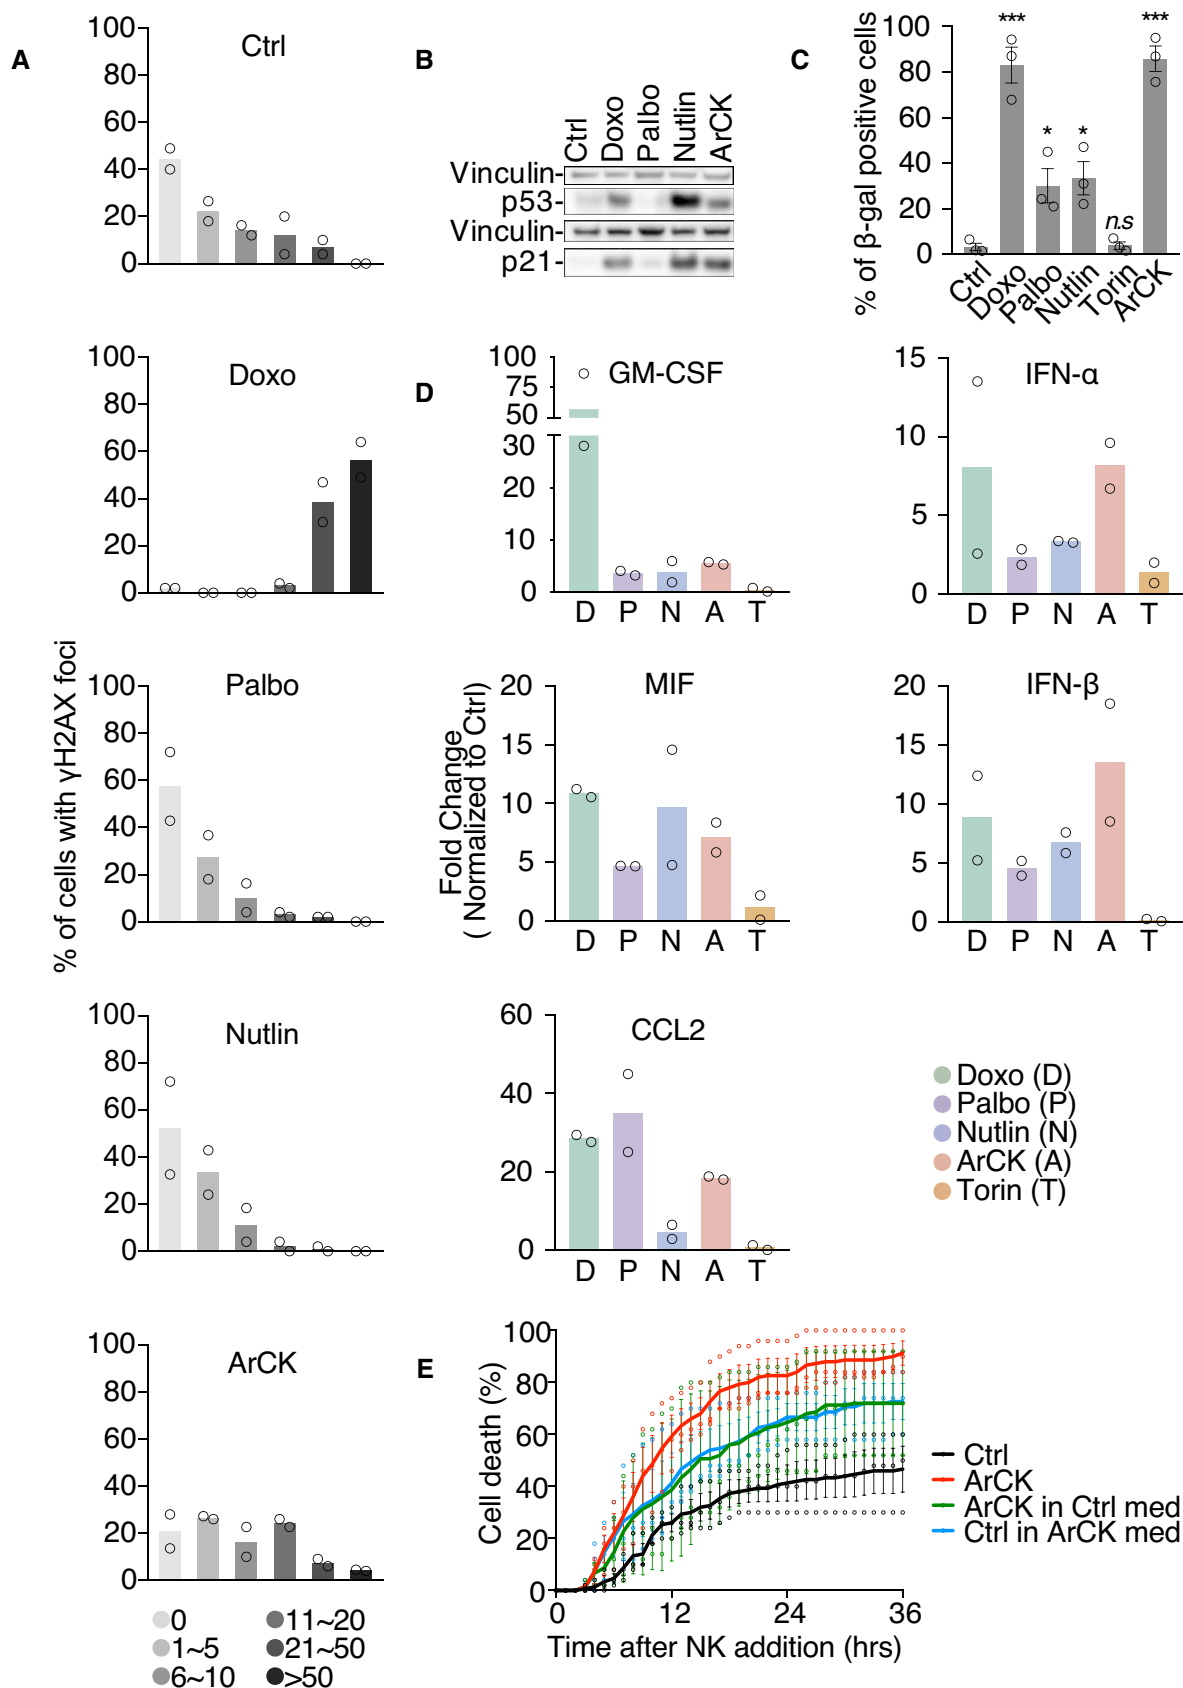 A
Ctrl
100
80
60
40
20
0
Doxo
100
80
60
40
20
0
% of cells with γH2AX foci
Palbo
100
80
60
40
20
0
Nutlin
100
80
60
40
20
0
ArCK
100
80
60
40
20
0
0
1~5
6~10
11~20
21~50
>50
B
Ctrl
Doxo
Palbo
Nutlin
ArCK
Vinculin-
p53-
Vinculin-
p21-
C
% of β-gal positive cells
100
80
60
40
20
0
***
*
*
n.s
***
Ctrl
Doxo
Palbo
Nutlin
Torin
ArCK
D
GM-CSF
100
75
50
30
20
10
0
D P N A T
IFN-α
15
10
5
0
D P N A T
Fold Change
( Normalized to Ctrl)
MIF
20
15
10
5
0
D P N A T
IFN-β
20
15
10
5
0
D P N A T
CCL2
60
40
20
0
D P N A T
Doxo (D)
Palbo (P)
Nutlin (N)
ArCK (A)
Torin (T)
E
Cell death (%)
100
80
60
40
20
0
0 12 24 36
Time after NK addition (hrs)
Ctrl
ArCK
ArCK in Ctrl med
Ctrl in ArCK med